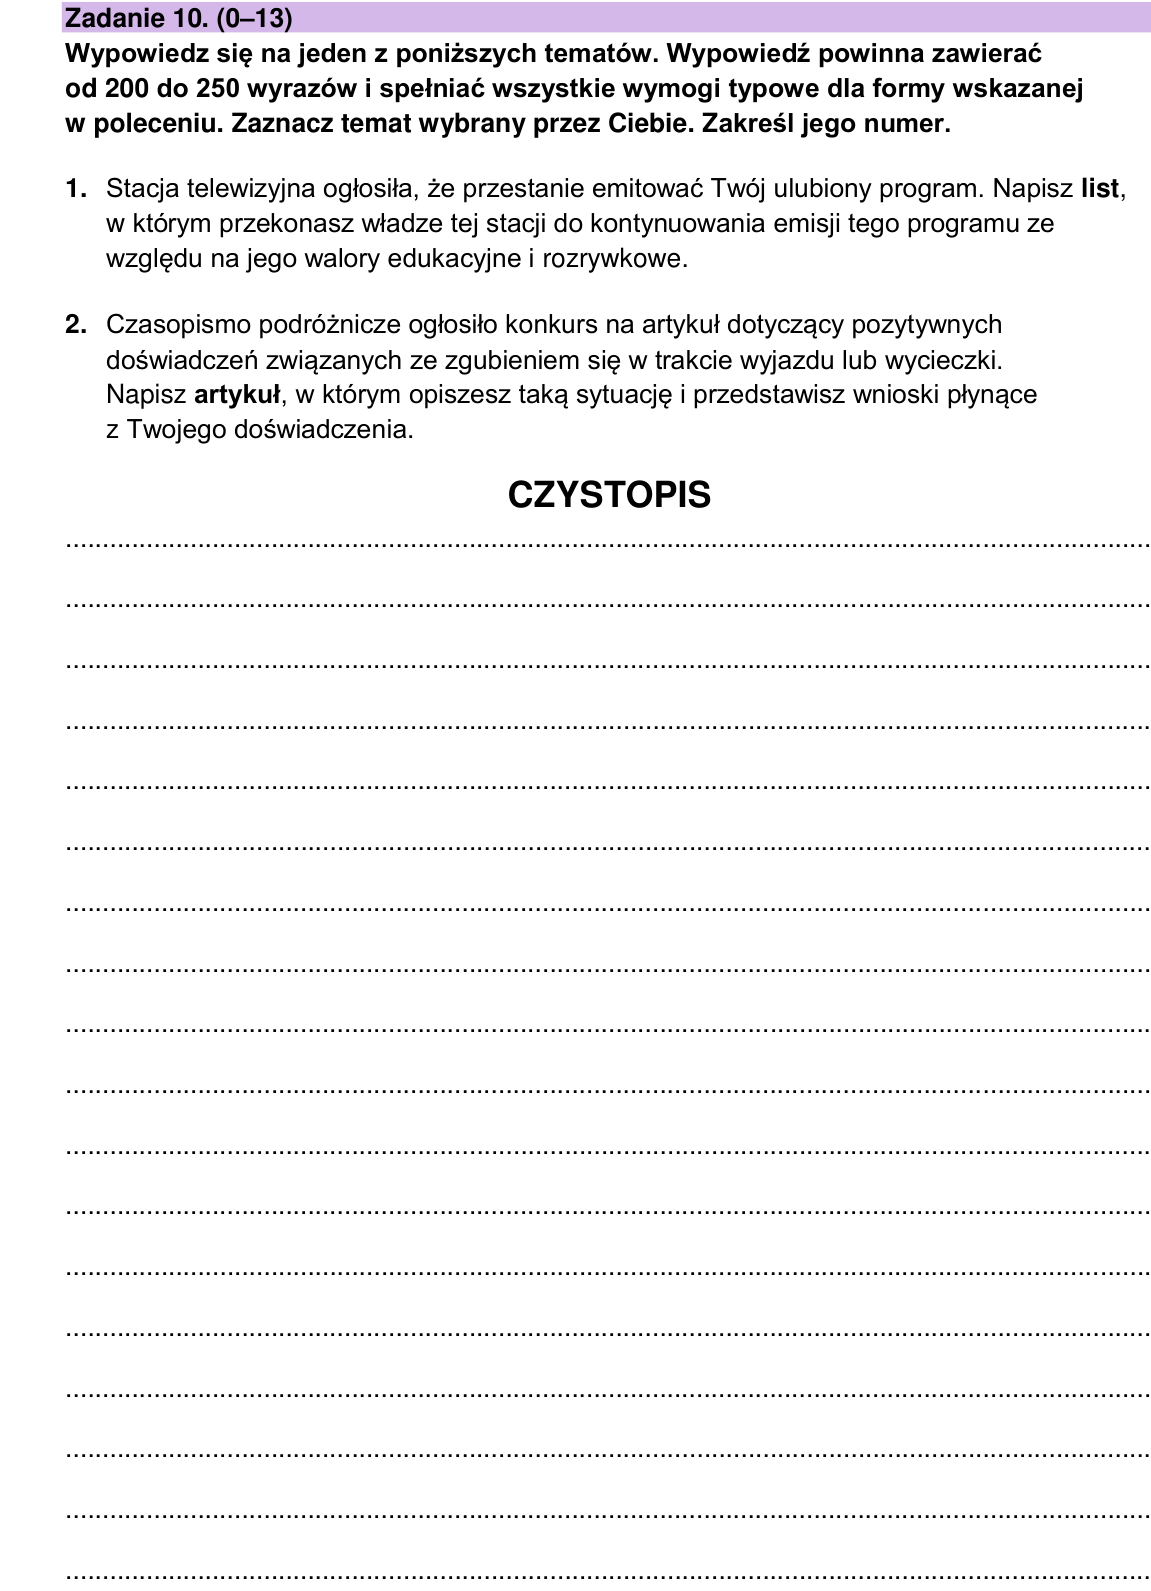 Zadanie 10. (0–13)
Wypowiedz się na jeden z poniższych tematów. Wypowiedź powinna zawierać
od 200 do 250 wyrazów i spełniać wszystkie wymogi typowe dla formy wskazanej
w poleceniu. Zaznacz temat wybrany przez Ciebie. Zakreśl jego numer.
1. Stacja telewizyjna ogłosiła, że przestanie emitować Twój ulubiony program. Napisz list,
w którym przekonasz władze tej stacji do kontynuowania emisji tego programu ze
względu na jego walory edukacyjne i rozrywkowe.
2. Czasopismo podróżnicze ogłosiło konkurs na artykuł dotyczący pozytywnych
doświadczeń związanych ze zgubieniem się w trakcie wyjazdu lub wycieczki.
Napisz artykuł, w którym opiszesz taką sytuację i przedstawisz wnioski płynące
z Twojego doświadczenia.
CZYSTOPIS